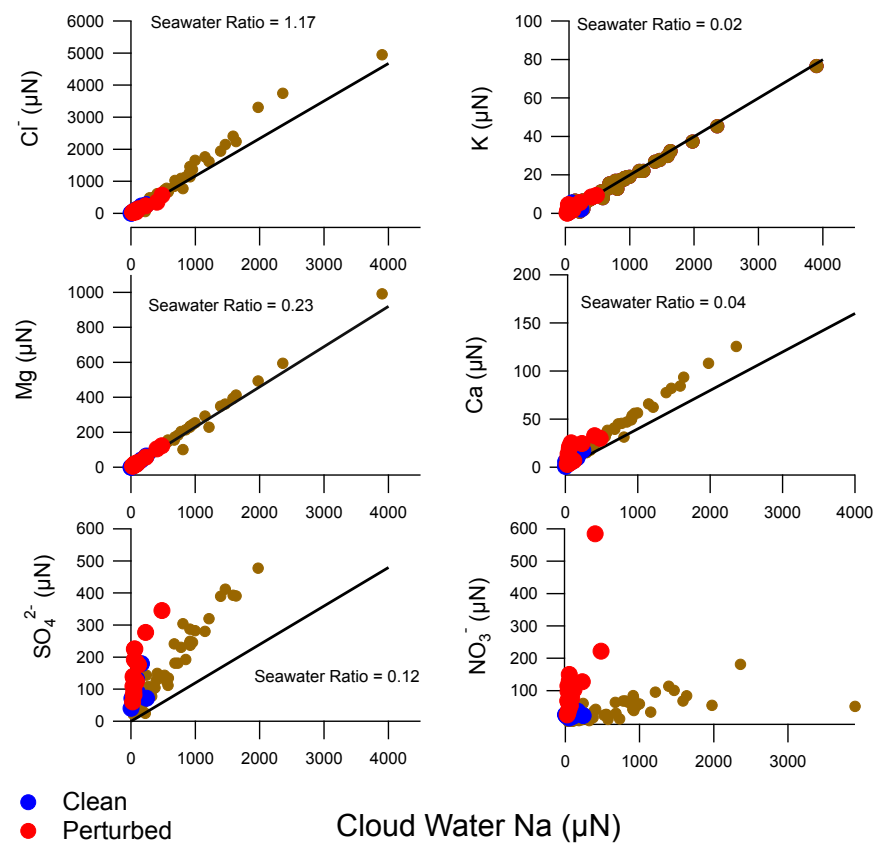 Seawater Ratio = 1.17
Cl⁻ (µN)
6000
5000
4000
3000
2000
1000
0
0 1000 2000 3000 4000
Seawater Ratio = 0.02
K (µN)
100
80
60
40
20
0
0 1000 2000 3000 4000
Seawater Ratio = 0.23
Mg (µN)
1000
800
600
400
200
0
0 1000 2000 3000 4000
Seawater Ratio = 0.04
Ca (µN)
200
150
100
50
0
0 1000 2000 3000 4000
SO₄²⁻ (µN)
600
500
400
300
200
100
0
Seawater Ratio = 0.12
0 1000 2000 3000 4000
NO₃⁻ (µN)
600
500
400
300
200
100
0 1000 2000 3000
Clean
Perturbed
Cloud Water Na (µN)